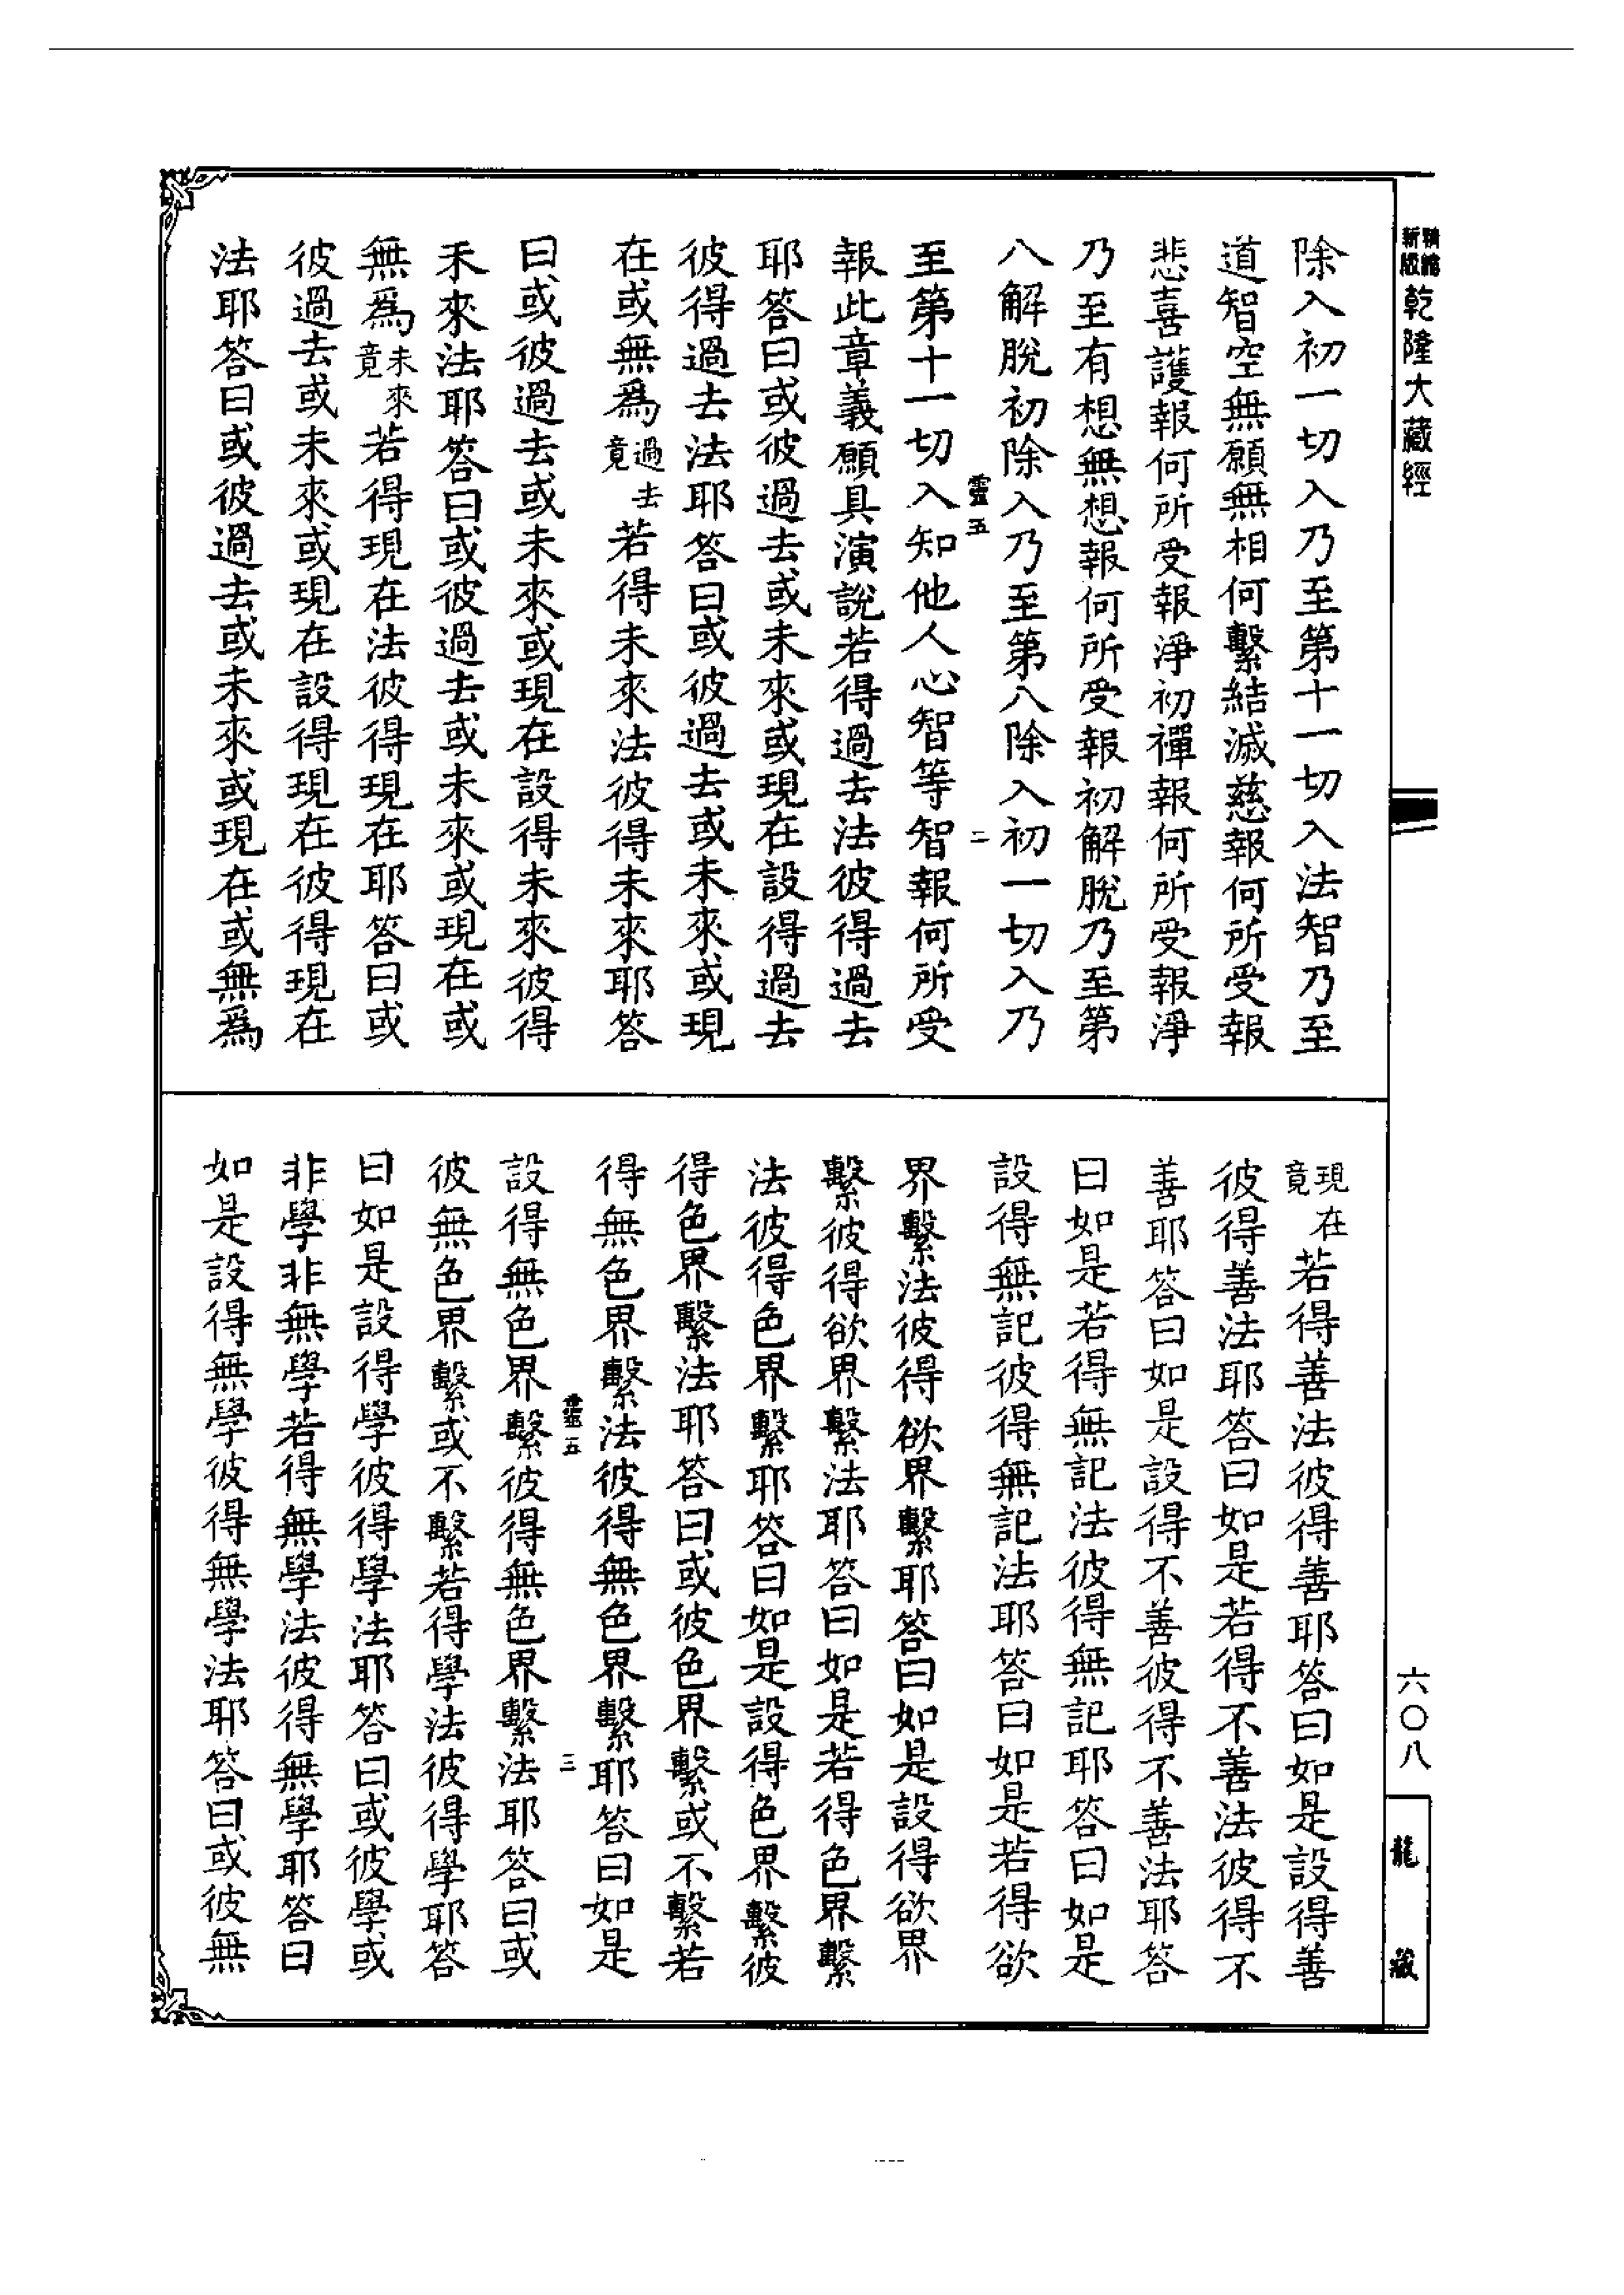 新編縮版乾隆大藏經
除入初一切入乃至第十一切入法智乃至
道智空無願無相何繫結滅慈報何所受報
悲喜護報何所受報淨初禪報何所受報淨
乃至有想無想報何所受報初解脫乃至第
八解脫初除入乃至第八除入初一切入乃
靈五
二
至第十一切入知他人心智等智報何所受
報此章義願具演說若得過去法彼得過去
耶答曰或彼過去或未來或現在設得過去
彼得過去法耶答曰或彼過去或未來或現
在或無為過去竟若得未來法彼得未來耶答
曰或彼過去或未來或現在設得未來彼得
未來法耶答曰或彼過去或未來或現在或
無為未來竟若得現在法彼得現在耶答曰或
彼過去或未來或現在設得現在彼得現在
法耶答曰或彼過去或未來或現在或無為
現在竟若得善法彼得善耶答曰如是設得善
彼得善法耶答曰如是若得不善法彼得不
善耶答曰如是設得不善彼得不善法耶答
曰如是若得無記法彼得無記耶答曰如是
設得無記彼得無記法耶答曰如是若得欲
界繫法彼得欲界繫耶答曰如是設得欲界
繫彼得欲界繫法耶答曰如是若得色界繫
法彼得色界繫耶答曰如是設得色界繫彼
得色界繫法耶答曰或彼色界繫或不繫若
得無色界繫法彼得無色界繫耶答曰如是
靈五
三
設得無色界繫彼得無色界繫法耶答曰或
彼無色界繫或不繫若得學法彼得學耶答
曰如是設得學彼得學法耶答曰或彼學或
非學非無學若得無學法彼得無學耶答曰
如是設得無學彼得無學法耶答曰或彼無
六〇八
龍藏